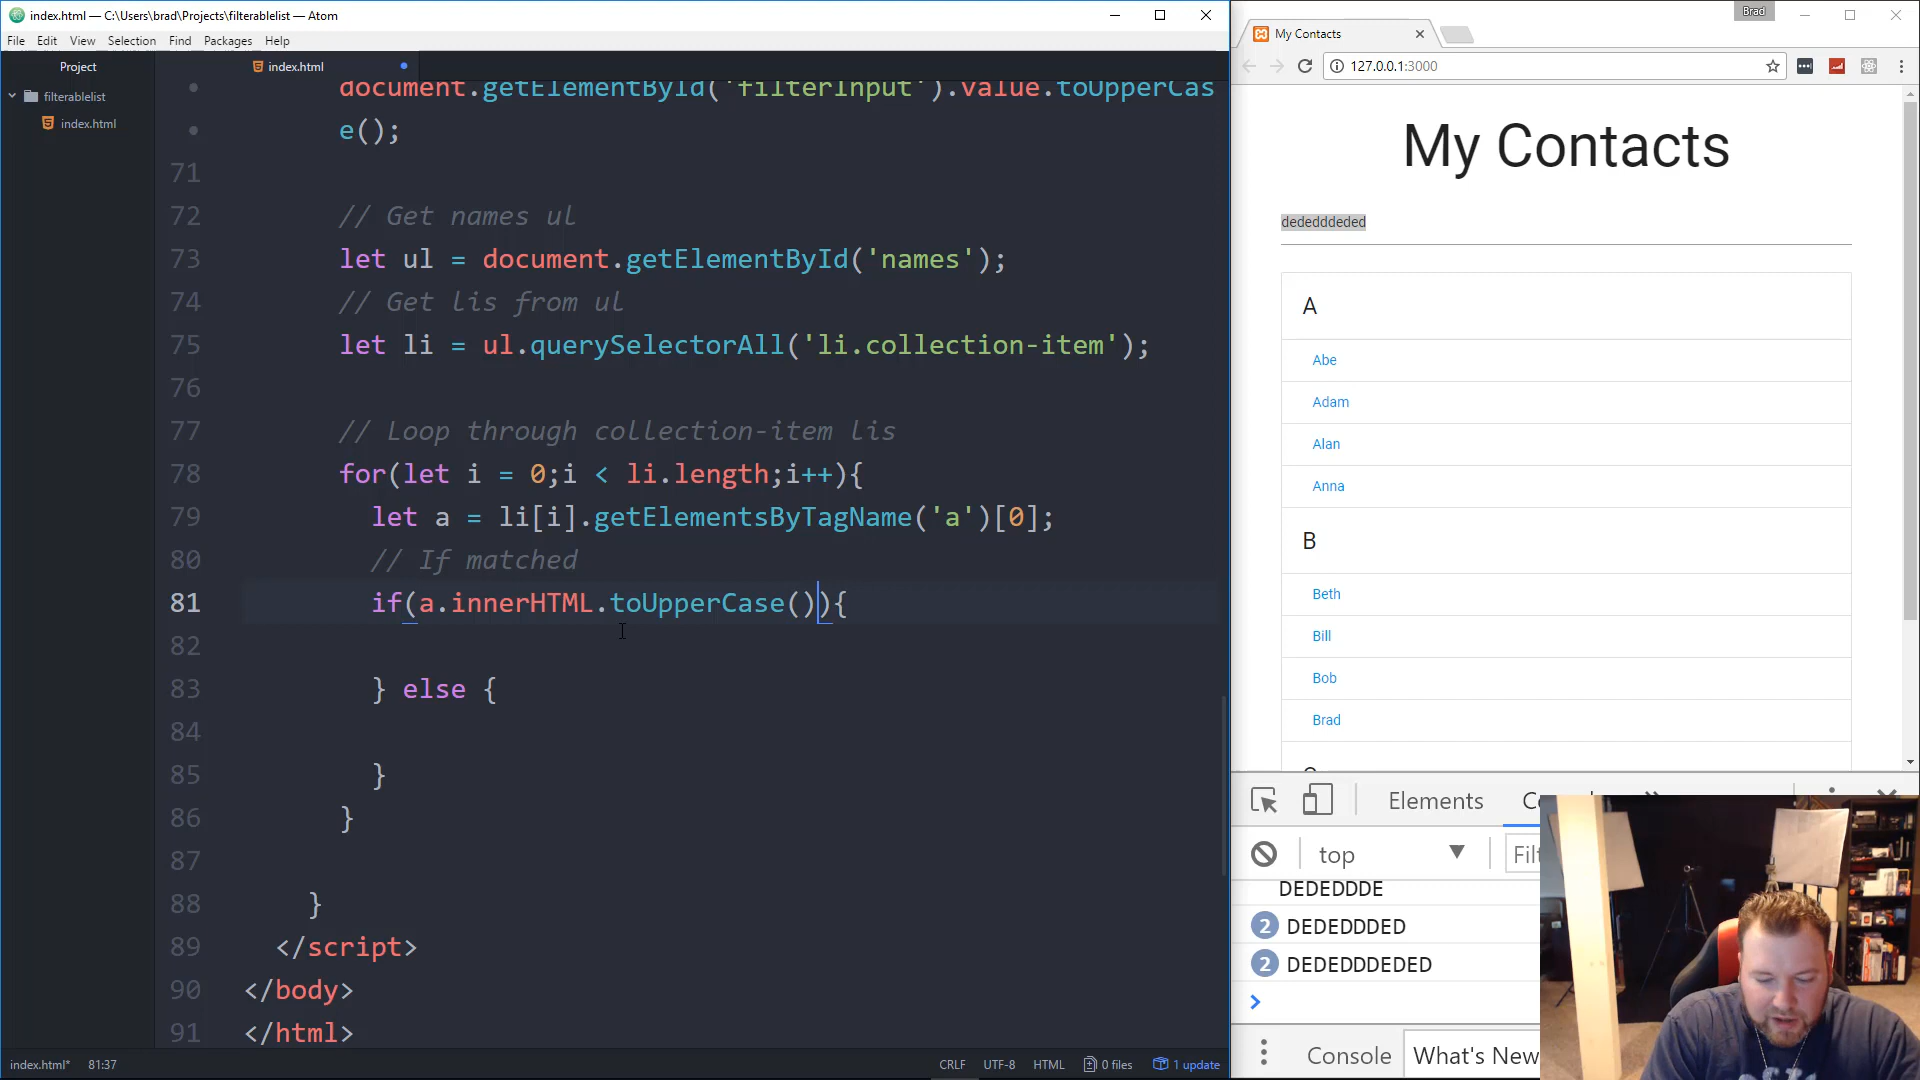 index.html — C:\Users\brad\Projects\filterablelist — Atom
File Edit View Selection Find Packages Help
Project
filterablelist
index.html
index.html
document.getElementById('filterInput').value.toUpperCas
e();
71
72 // Get names ul
73 let ul = document.getElementById('names');
74 // Get lis from ul
75 let li = ul.querySelectorAll('li.collection-item');
76
77 // Loop through collection-item lis
78 for(let i = 0;i < li.length;i++){
79 let a = li[i].getElementsByTagName('a')[0];
80 // If matched
81 if(a.innerHTML.toUpperCase()){
82
83 } else {
84
85 }
86 }
87
88 }
89 </script>
90 </body>
91 </html>
index.html* 81:37 CRLF UTF-8 HTML 0 files 1 update
Brad
My Contacts
127.0.0.1:3000
My Contacts
dededddeded
A
Abe
Adam
Alan
Anna
B
Beth
Bill
Bob
Brad
Elements
top
DEDEDDDE
2 DEDEDDDED
2 DEDEDDDEDED
Console What's New